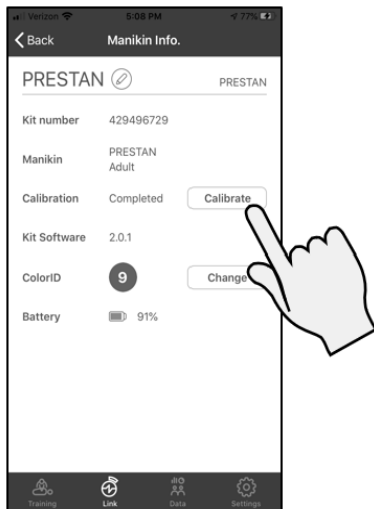 Verizon 5:08 PM 77%
Back Manikin Info.
PRESTAN PRESTAN
Kit number 429496729
Manikin PRESTAN
Adult
Calibration Completed Calibrate
Kit Software 2.0.1
ColorID 9 Change
Battery 91%
Training Link Data Settings